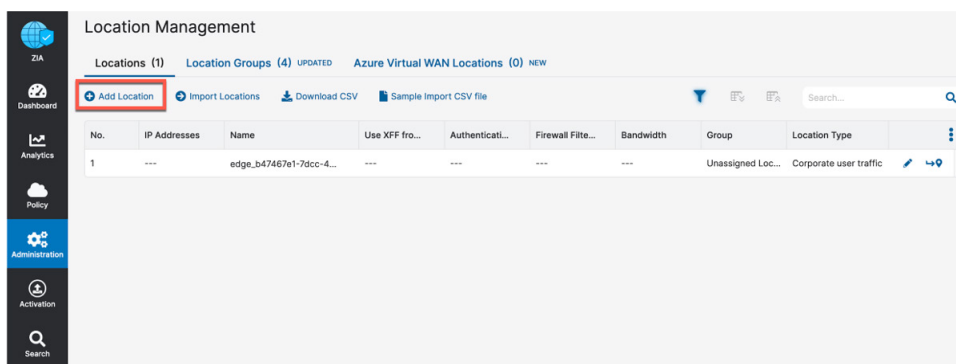 Location Management
ZIA
Locations (1) Location Groups (4) UPDATED Azure Virtual WAN Locations (0) NEW
Dashboard
Add Location Import Locations Download CSV Sample Import CSV file Search...
Analytics
No. IP Addresses Name Use XFF fro... Authenticati... Firewall Filte... Bandwidth Group Location Type
1 --- edge_b47467e1-7dcc-4... --- --- --- --- Unassigned Loc... Corporate user traffic
Policy
Administration
Activation
Search